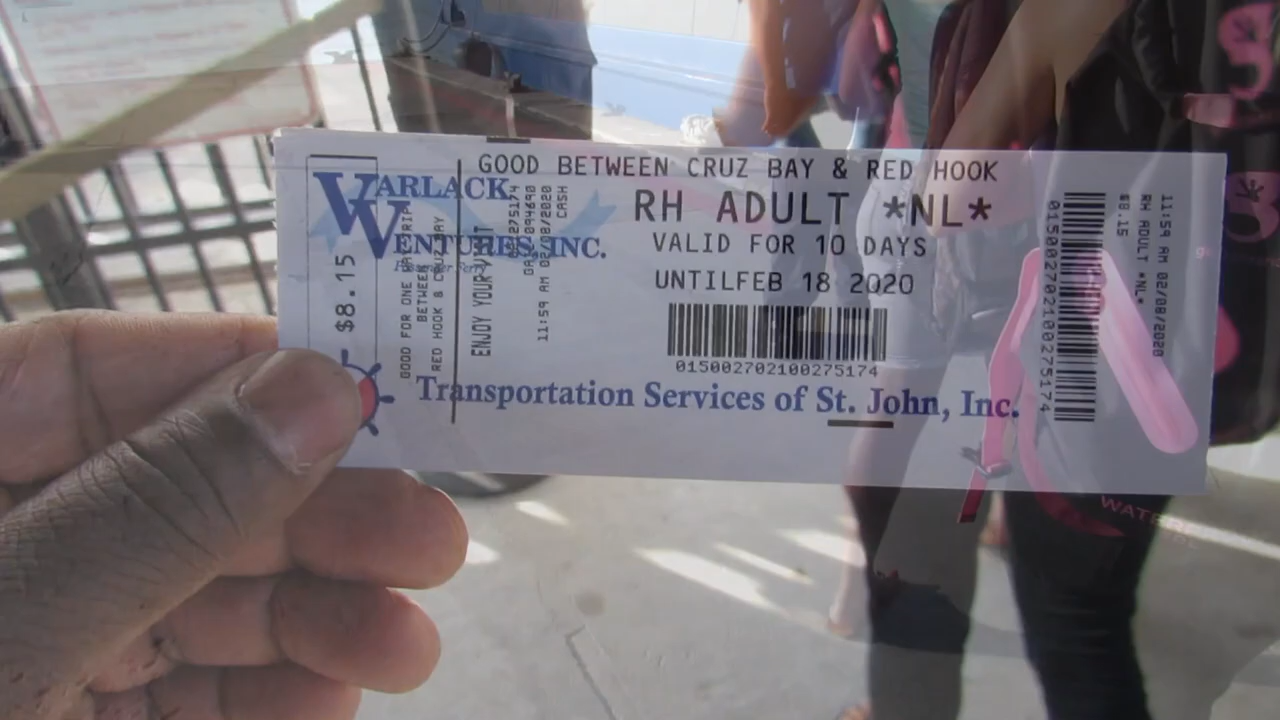 GOOD BETWEEN CRUZ BAY & RED HOOK
VARLACK
VENTURES, INC.
RH ADULT *NL*
VALID FOR 10 DAYS
UNTILFEB 18 2020
015002702100275174
Transportation Services of St. John, Inc.
$8.15
GOOD FOR ONE TRIP
BETWEEN
RED HOOK & CRUZ BAY
ENJOY YOUR
11:59 AM 02/08/2020
CASH
015002702100275174
$8.15
RH ADULT *NL*
11:59 AM 02/08/2020